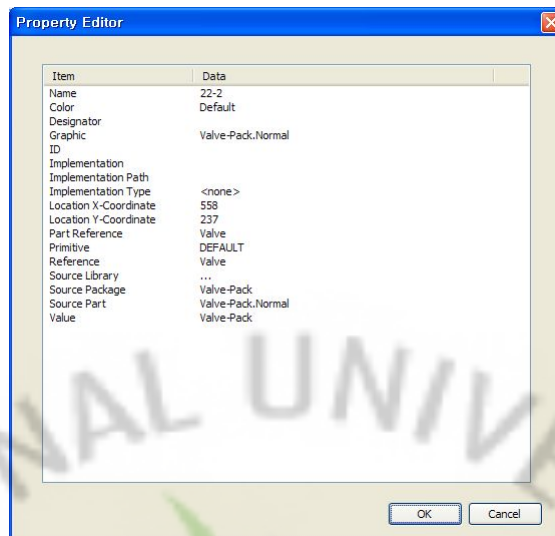 Property Editor
Item Data
Name 22-2
Color Default
Designator
Graphic Valve-Pack.Normal
ID
Implementation
Implementation Path
Implementation Type <none>
Location X-Coordinate 558
Location Y-Coordinate 237
Part Reference Valve
Primitive DEFAULT
Reference Valve
Source Library ...
Source Package Valve-Pack
Source Part Valve-Pack.Normal
Value Valve-Pack
NAL UNIVE
OK Cancel